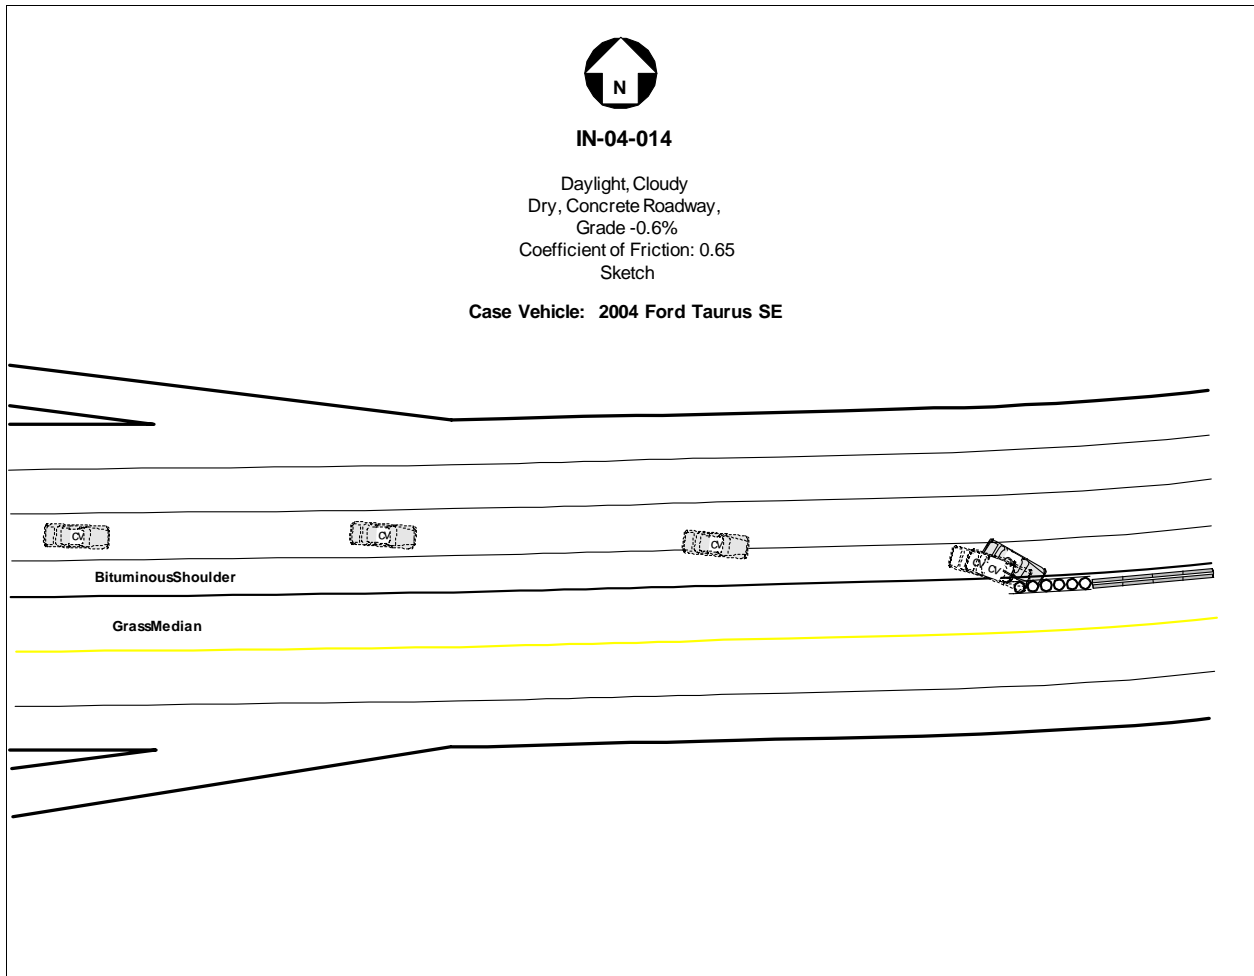 N
IN-04-014
Daylight, Cloudy
Dry, Concrete Roadway,
Grade -0.6%
Coefficient of Friction: 0.65
Sketch
Case Vehicle: 2004 Ford Taurus SE
CV
CV
CV
CV
CV
BituminousShoulder
GrassMedian